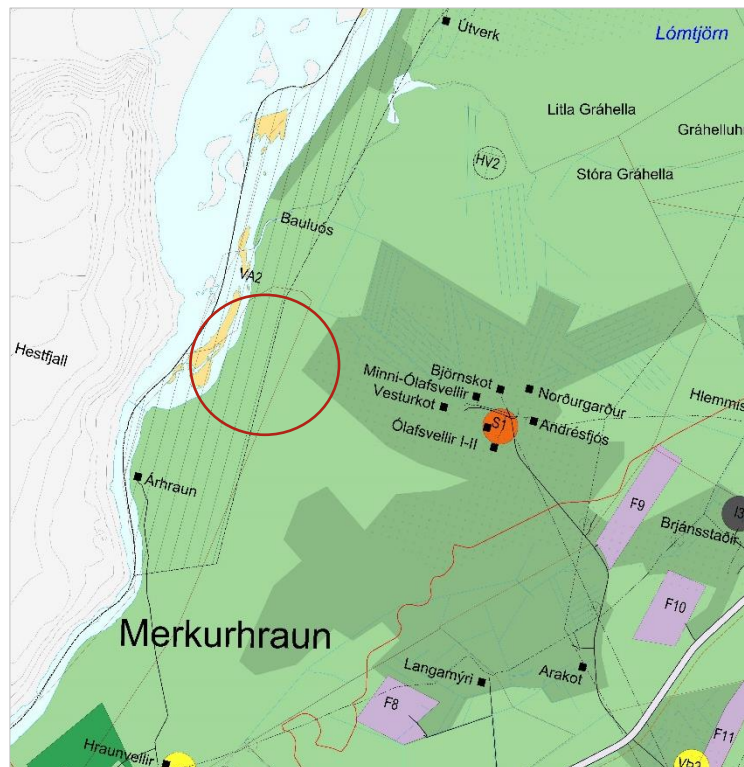 Útverk
Lómtjörn
Litla Gráhella
Gráhelluh
HV2
Stóra Gráhella
Bauluós
VA2
Hestfjall
Björnskot
Minni-Ólafsvellir
Norðurgarður
Vesturkot
Hlemmis
S1
Andrésfjós
Ólafsvellir I-II
Árhraun
F9
I3
Brjánsstaðir
F10
Merkurhraun
Langamýri
Arakot
F8
F11
Hraunvellir
VÞ3